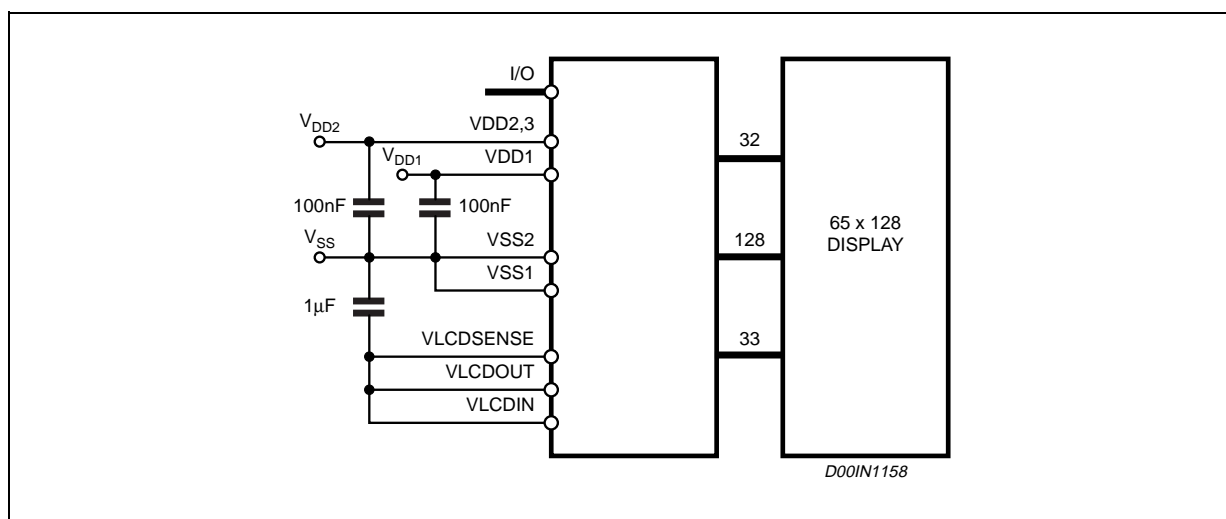 I/O
VDD2
VDD2,3
VDD1
VDD1
100nF
100nF
VSS
VSS2
VSS1
1μF
VLCDSENSE
VLCDOUT
VLCDIN
32
128
33
65 x 128
DISPLAY
D00IN1158